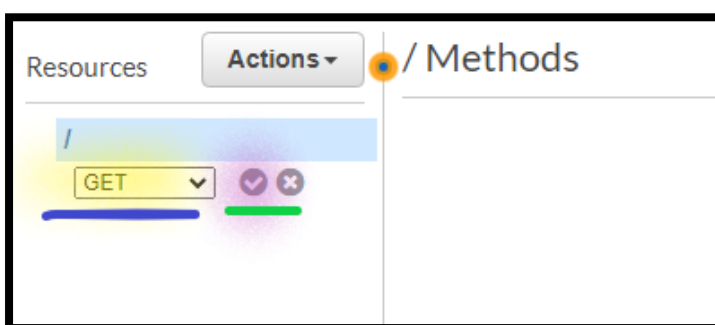 Resources
Actions
/ Methods
/
GET